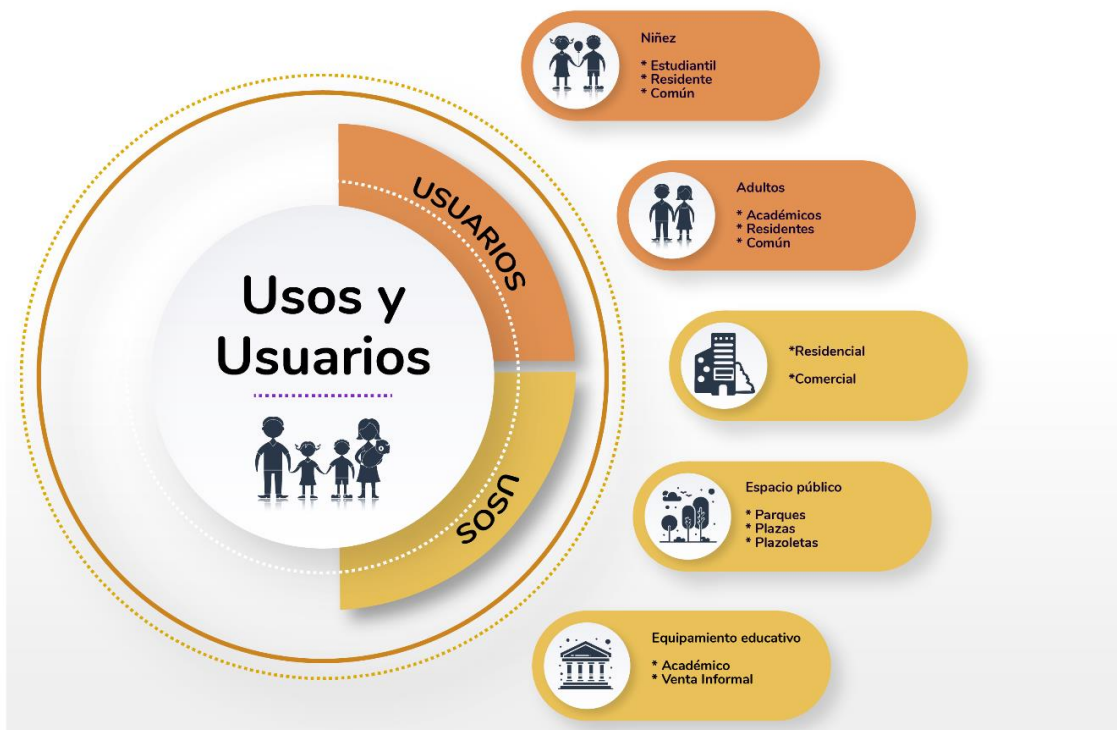 Niñez
* Estudiantil
* Residente
* Común
USUARIOS
Adultos
* Académicos
* Residentes
* Común
Usos y
Usuarios
*Residencial
*Comercial
USOS
Espacio público
* Parques
* Plazas
* Plazoletas
Equipamiento educativo
* Académico
* Venta Informal